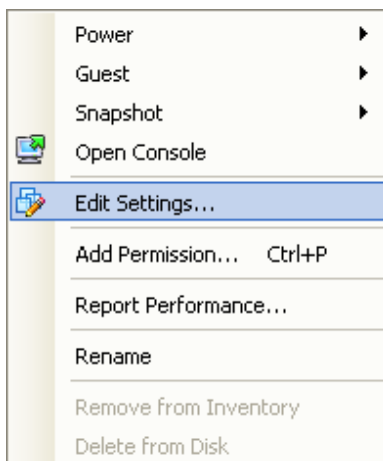 Power
Guest
Snapshot
Open Console
Edit Settings...
Add Permission... Ctrl+P
Report Performance...
Rename
Remove from Inventory
Delete from Disk